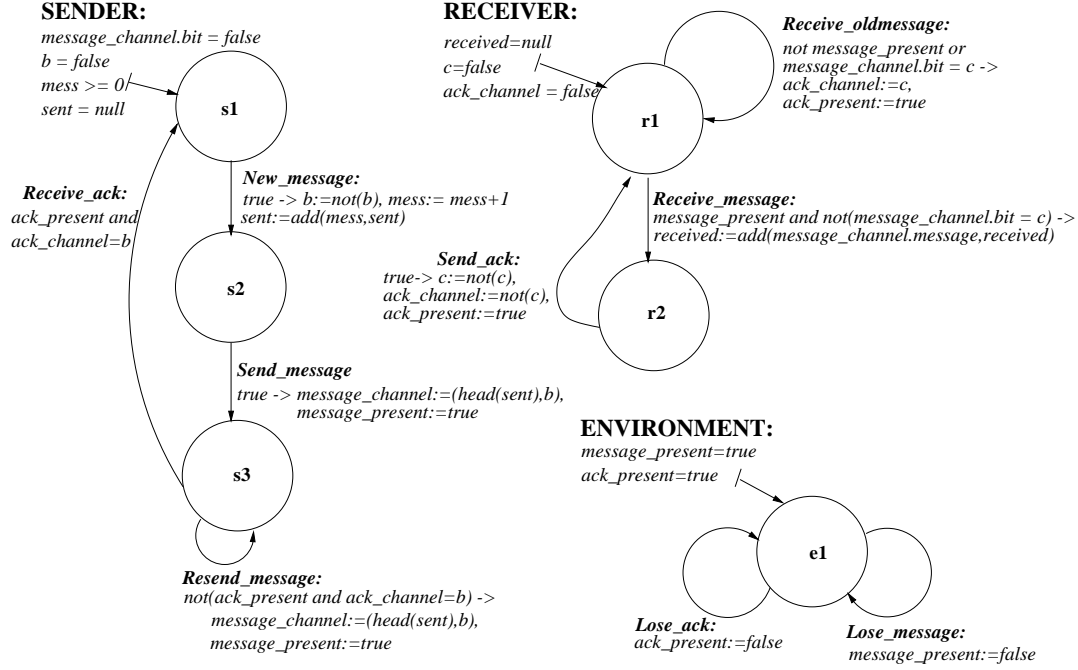 SENDER:
message_channel.bit = false
b = false
mess >= 0
sent = null
s1
Receive_ack:
ack_present and
ack_channel=b
New_message:
true -> b:=not(b), mess:= mess+1
sent:=add(mess,sent)
s2
Send_message
true -> message_channel:=(head(sent),b),
message_present:=true
s3
Resend_message:
not(ack_present and ack_channel=b) ->
message_channel:=(head(sent),b),
message_present:=true
RECEIVER:
received=null
c=false
ack_channel = false
r1
Receive_oldmessage:
not message_present or
message_channel.bit = c ->
ack_channel:=c,
ack_present:=true
Receive_message:
message_present and not(message_channel.bit = c) ->
received:=add(message_channel.message,received)
Send_ack:
true-> c:=not(c),
ack_channel:=not(c),
ack_present:=true
r2
ENVIRONMENT:
message_present=true
ack_present=true
e1
Lose_ack:
ack_present:=false
Lose_message:
message_present:=false